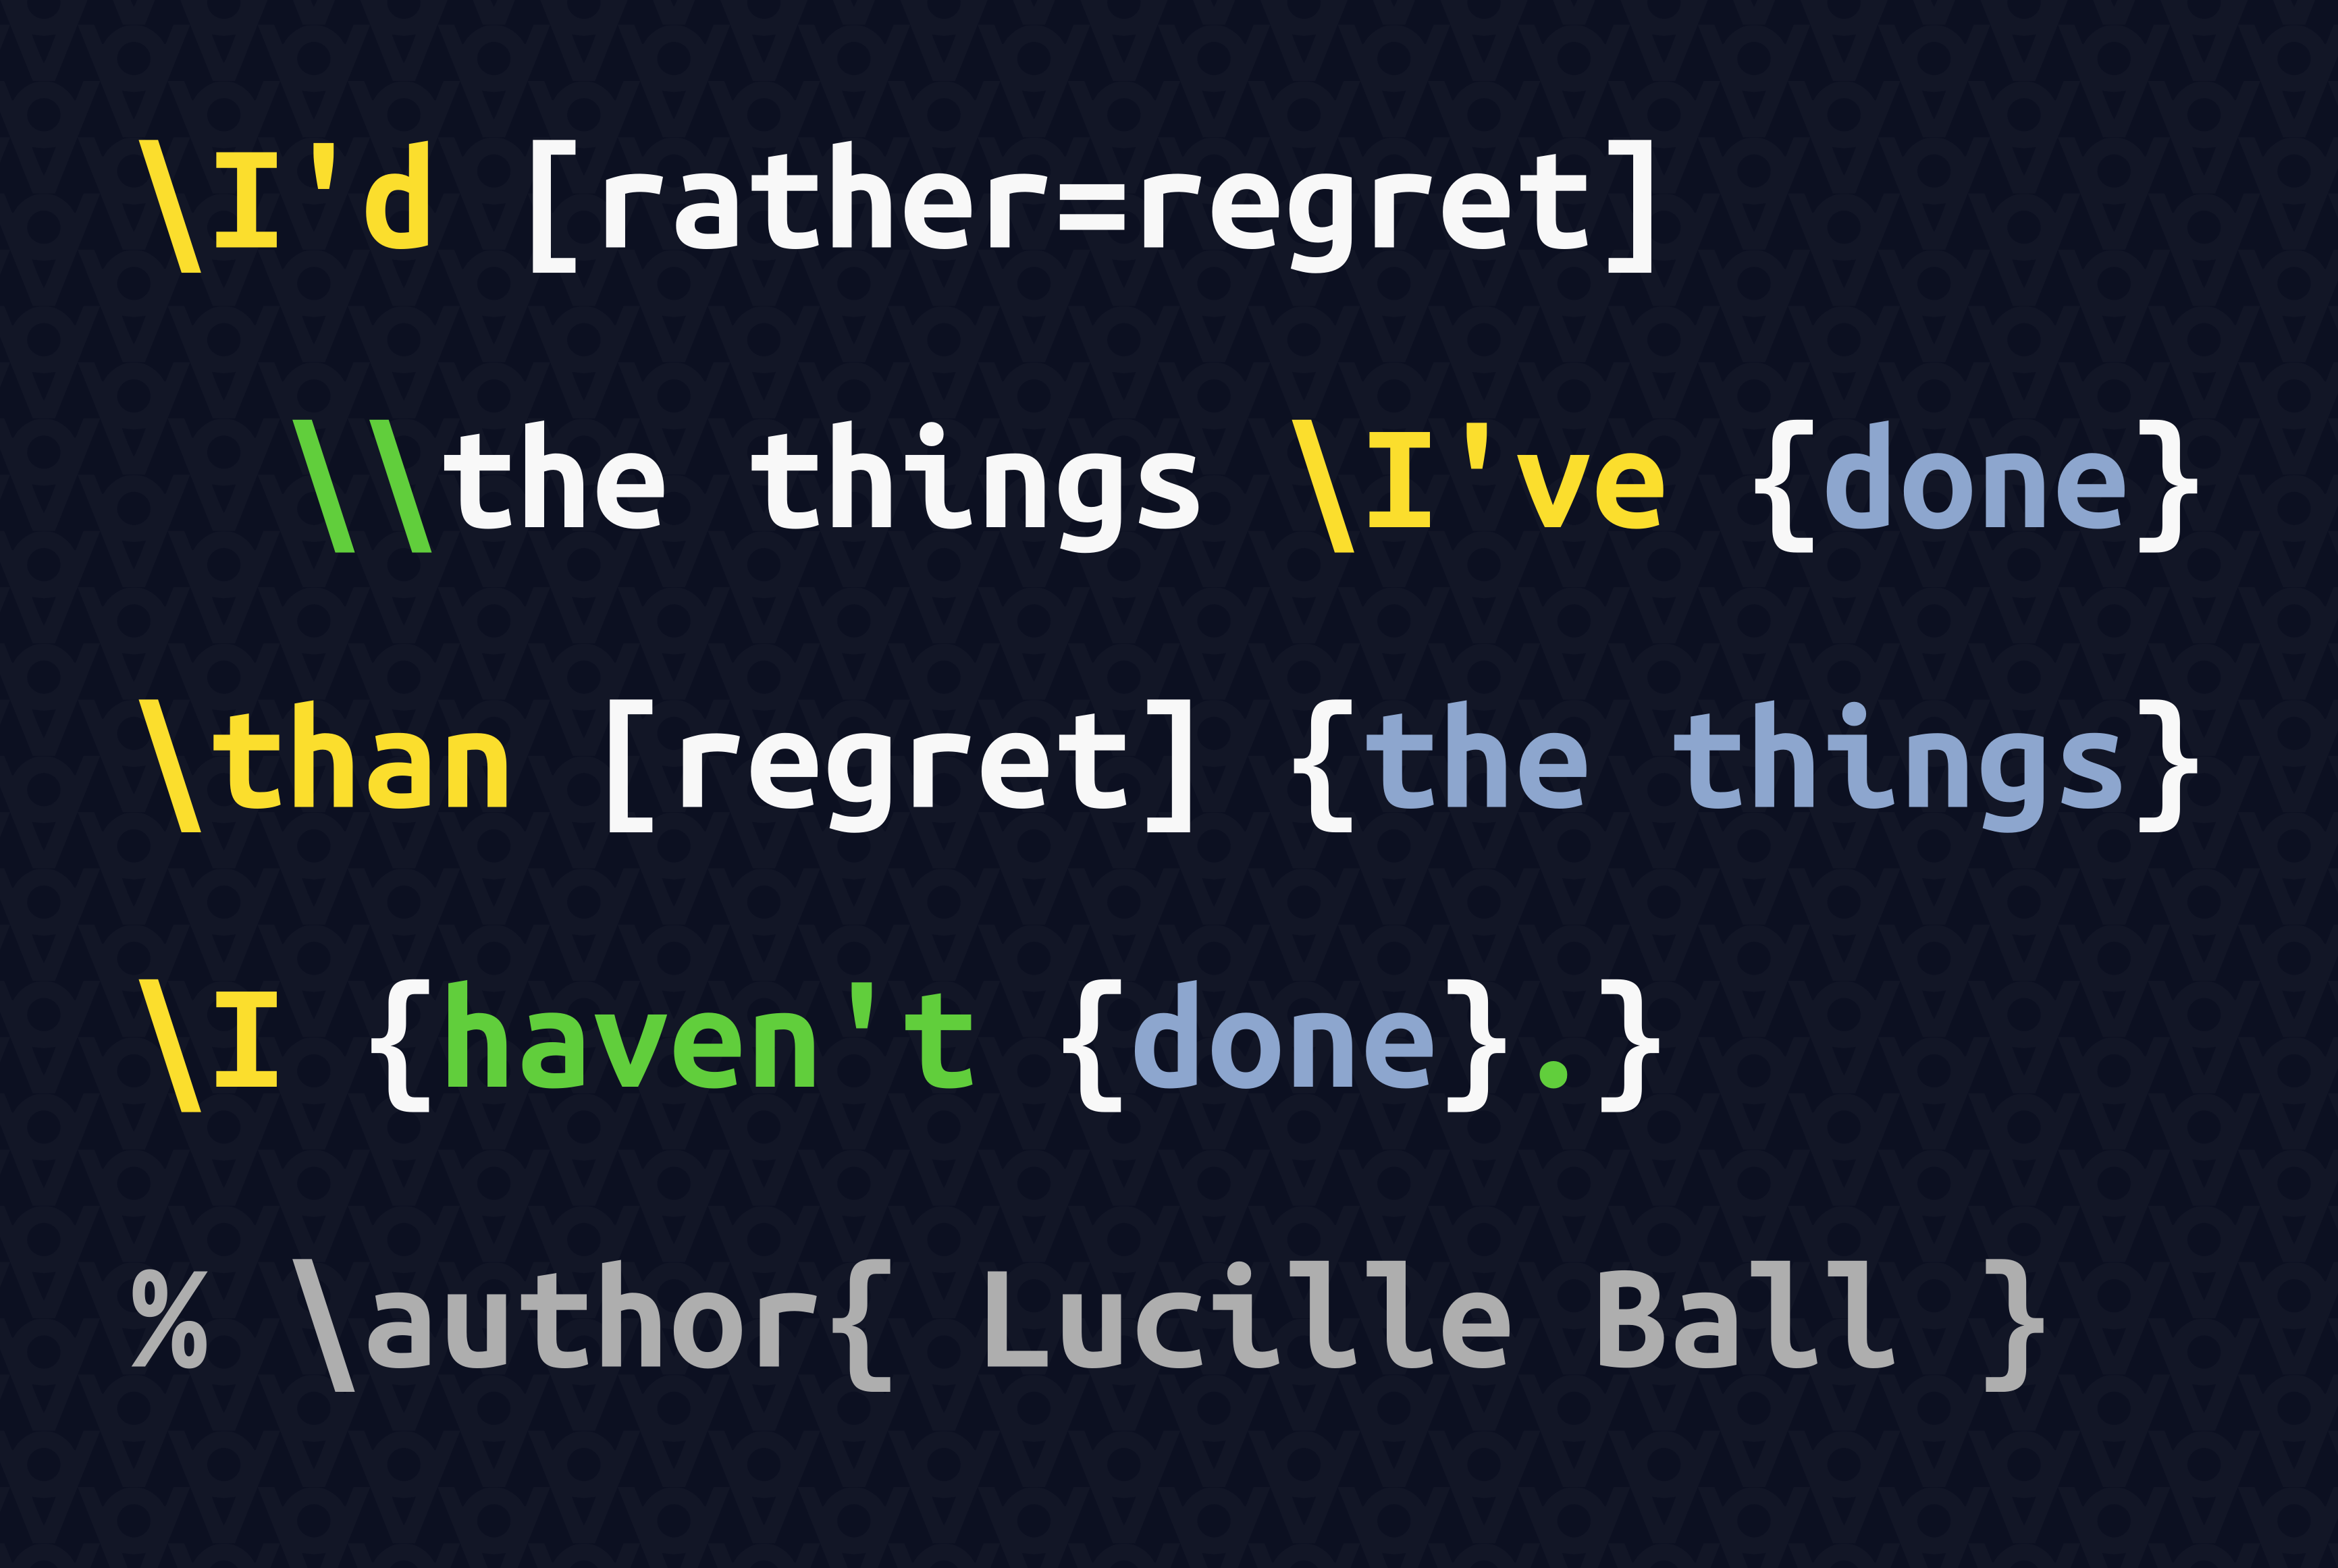 \I'd [rather=regret]
\\the things \I've {done}
\than [regret] {the things}
\I {haven't {done}.}
% \author{ Lucille Ball }